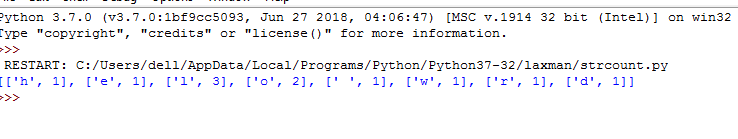 Python 3.7.0 (v3.7.0:1bf9cc5093, Jun 27 2018, 04:06:47) [MSC v.1914 32 bit (Intel)] on win32
Type "copyright", "credits" or "license()" for more information.
>>>
RESTART: C:/Users/dell/AppData/Local/Programs/Python/Python37-32/laxman/strcount.py
[['h', 1], ['e', 1], ['l', 3], ['o', 2], [' ', 1], ['w', 1], ['r', 1], ['d', 1]]
>>>